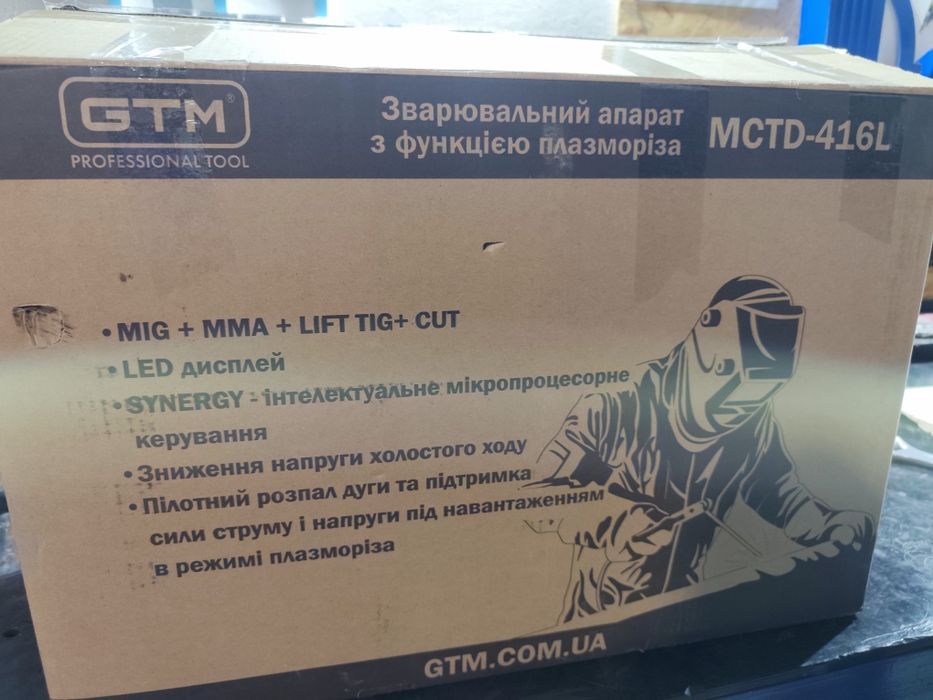 GTM®
PROFESSIONAL TOOL
Зварювальний апарат
з функцією плазморіза
MCTD-416L
• MIG + MMA + LIFT TIG+ CUT
• LED дисплей
• SYNERGY - інтелектуальне мікропроцесорне
керування
• Зниження напруги холостого ходу
• Пілотний розпал дуги та підтримка
сили струму і напруги під навантаженням
в режимі плазморіза
GTM.COM.UA